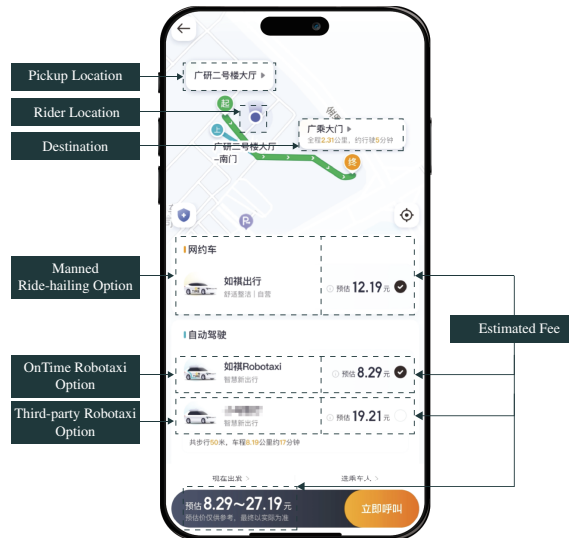 Pickup Location
广研二号楼大厅
Rider Location
起
Destination
广乘大门
全程2.31公里，约行驶5分钟
上
广研二号楼大厅
-南门
终
R
网约车
Manned
Ride-hailing Option
如祺出行
舒适整洁｜自营
预估 12.19 元
Estimated Fee
自动驾驶
OnTime Robotaxi
Option
如祺Robotaxi
智慧新出行
预估 8.29 元
Third-party Robotaxi
Option
智慧新出行
预估 19.21 元
共步行50米，车程8.19公里约17分钟
现在出发
选乘车人
预估 8.29～27.19 元
预估价仅供参考，最终以实际为准
立即呼叫